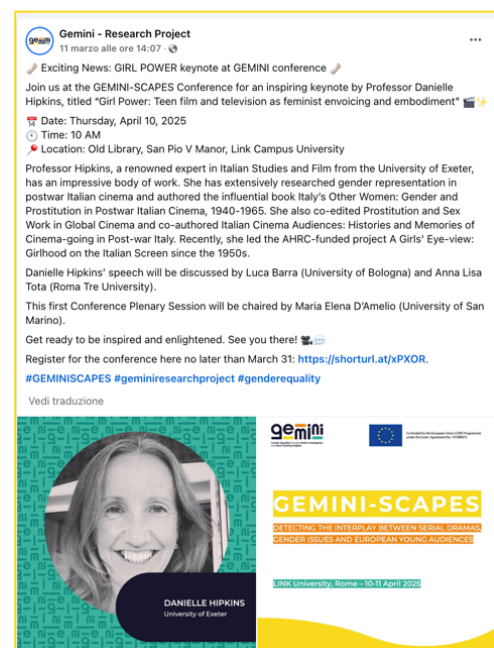 Gemini - Research Project
11 marzo alle ore 14:07 ·
gemini
Exciting News: GIRL POWER keynote at GEMINI conference
Join us at the GEMINI-SCAPES Conference for an inspiring keynote by Professor Danielle
Hipkins, titled "Girl Power: Teen film and television as feminist envoicing and embodiment"
Date: Thursday, April 10, 2025
Time: 10 AM
Location: Old Library, San Pio V Manor, Link Campus University
Professor Hipkins, a renowned expert in Italian Studies and Film from the University of Exeter,
has an impressive body of work. She has extensively researched gender representation in
postwar Italian cinema and authored the influential book Italy's Other Women: Gender and
Prostitution in Postwar Italian Cinema, 1940-1965. She also co-edited Prostitution and Sex
Work in Global Cinema and co-authored Italian Cinema Audiences: Histories and Memories of
Cinema-going in Post-war Italy. Recently, she led the AHRC-funded project A Girls' Eye-view:
Girlhood on the Italian Screen since the 1950s.
Danielle Hipkins' speech will be discussed by Luca Barra (University of Bologna) and Anna Lisa
Tota (Roma Tre University).
This first Conference Plenary Session will be chaired by Maria Elena D'Amelio (University of San
Marino).
Get ready to be inspired and enlightened. See you there!
Register for the conference here no later than March 31: https://shorturl.at/xPXOR.
#GEMINISCAPES #geminiresearchproject #genderequality
Vedi traduzione
DANIELLE HIPKINS
University of Exeter
gemini
GEMINI-SCAPES
DETECTING THE INTERPLAY BETWEEN SERIAL DRAMAS,
GENDER ISSUES AND EUROPEAN YOUNG AUDIENCES
LINK University, Rome – 10-11 April 2025